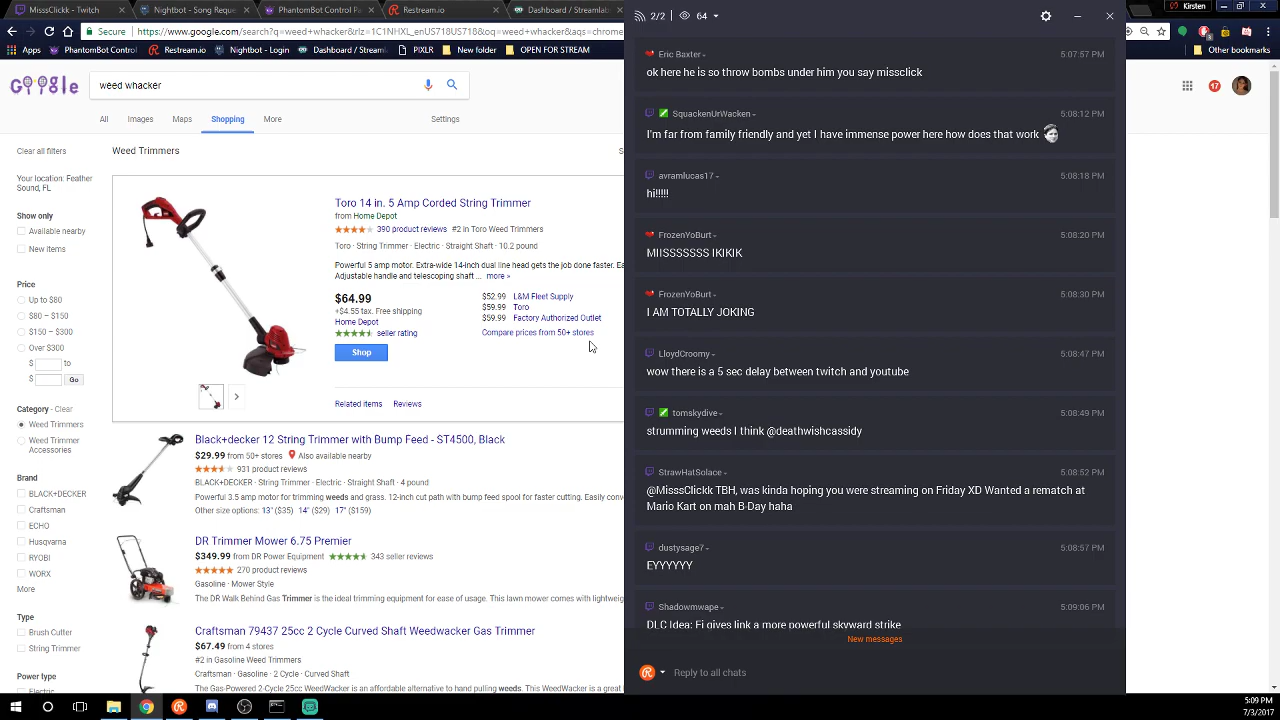 MisssClickk - Twitch
Nightbot - Song Reque
PhantomBot Control Pa
Restream.io
Dashboard / Streamlab
Kirsten
https://www.google.com/search?q=weed+whacker&rlz=1C1NHXL_enUS718US718&oq=weed+whacker&aqs=chrome
Apps
PhantBot Control
Restream.io
Nightbot - Login
Dashboard / Stream
PIXLR
New folder
OPEN FOR STREAM
Other bookmarks
weed whacker
17
All
Images
Maps
Shopping
More
Settings
Clear all filters
Weed Trimmers
Your location: Feather
Sound, FL
Show only
Available nearby
New items
Price
Up to $80
$80 – $150
$150 – $300
Over $300
$ to
$ Go
Category - Clear
Weed Trimmers
Weed Trimmer
Accessories
Brand
BLACK+DECKER
Craftsman
ECHO
Husqvarna
RYOBI
WORX
More
Type
Brush Cutter
String Trimmer
Electric
Toro 14 in. 5 Amp Corded String Trimmer
from Home Depot
390 product reviews #2 in Toro Weed Trimmers
Toro · String Trimmer · Electric · Straight Shaft · 10.2 pound
Powerful 5 amp motor. Extra-wide 14-inch dual line head gets the job done faster.
Adjustable handle and telescoping shaft ... more »
$64.99
+$4.55 tax. Free shipping
Home Depot
seller rating
Shop
$52.99 L&M Fleet Supply
$59.99 Toro
$59.99 Factory Authorized Outlet
Compare prices from 50+ stores
Related items
Reviews
Black+decker 12 String Trimmer with Bump Feed - ST4500, Black
$29.99 from 50+ stores Also available nearby
931 product reviews
BLACK+DECKER · String Trimmer · Electric · Straight Shaft · 4 pound
Powerful 3.5 amp motor for trimming weeds and grass. 12-inch cut path with bump feed spool for faster cutting. Easily conv
Other size options: 13" ($35) 14" ($29) 17" ($159)
DR Trimmer Mower 6.75 Premier
$349.99 from DR Power Equipment 343 seller reviews
270 product reviews
Gasoline · Mower Style
The DR Walk Behind Gas Trimmer is the ideal trimming equipment for ease of usage. This lawn mower comes with lightweig
Craftsman 79437 25cc 2 Cycle Curved Shaft Weedwacker Gas Trimmer
$67.49 from 4 stores
#2 in Gasoline Weed Trimmers
Craftsman · Gasoline · 2 Cycle · Curved Shaft
The Gas-Powered 2-Cycle 25cc WeedWacker is an affordable alternative to hand pulling weeds. This WeedWacker is a great
2/2 64
Eric Baxter 5:07:57 PM
ok here he is so throw bombs under him you say missclick
SquackenUrWacken 5:08:12 PM
I'm far from family friendly and yet I have immense power here how does that work
avramlucas17 5:08:18 PM
hi!!!!!
FrozenYoBurt 5:08:20 PM
MIISSSSSSS IKIKIK
FrozenYoBurt 5:08:30 PM
I AM TOTALLY JOKING
LloydCroomy 5:08:47 PM
wow there is a 5 sec delay between twitch and youtube
tomskydive 5:08:49 PM
strumming weeds I think @deathwishcassidy
StrawHatSolace 5:08:52 PM
@MisssClickk TBH, was kinda hoping you were streaming on Friday XD Wanted a rematch at
Mario Kart on mah B-Day haha
dustysage7 5:08:57 PM
EYYYYYY
Shadowmwape 5:09:06 PM
DLC Idea: Fi gives link a more powerful skyward strike
New messages
Reply to all chats
5:09 PM
7/3/2017